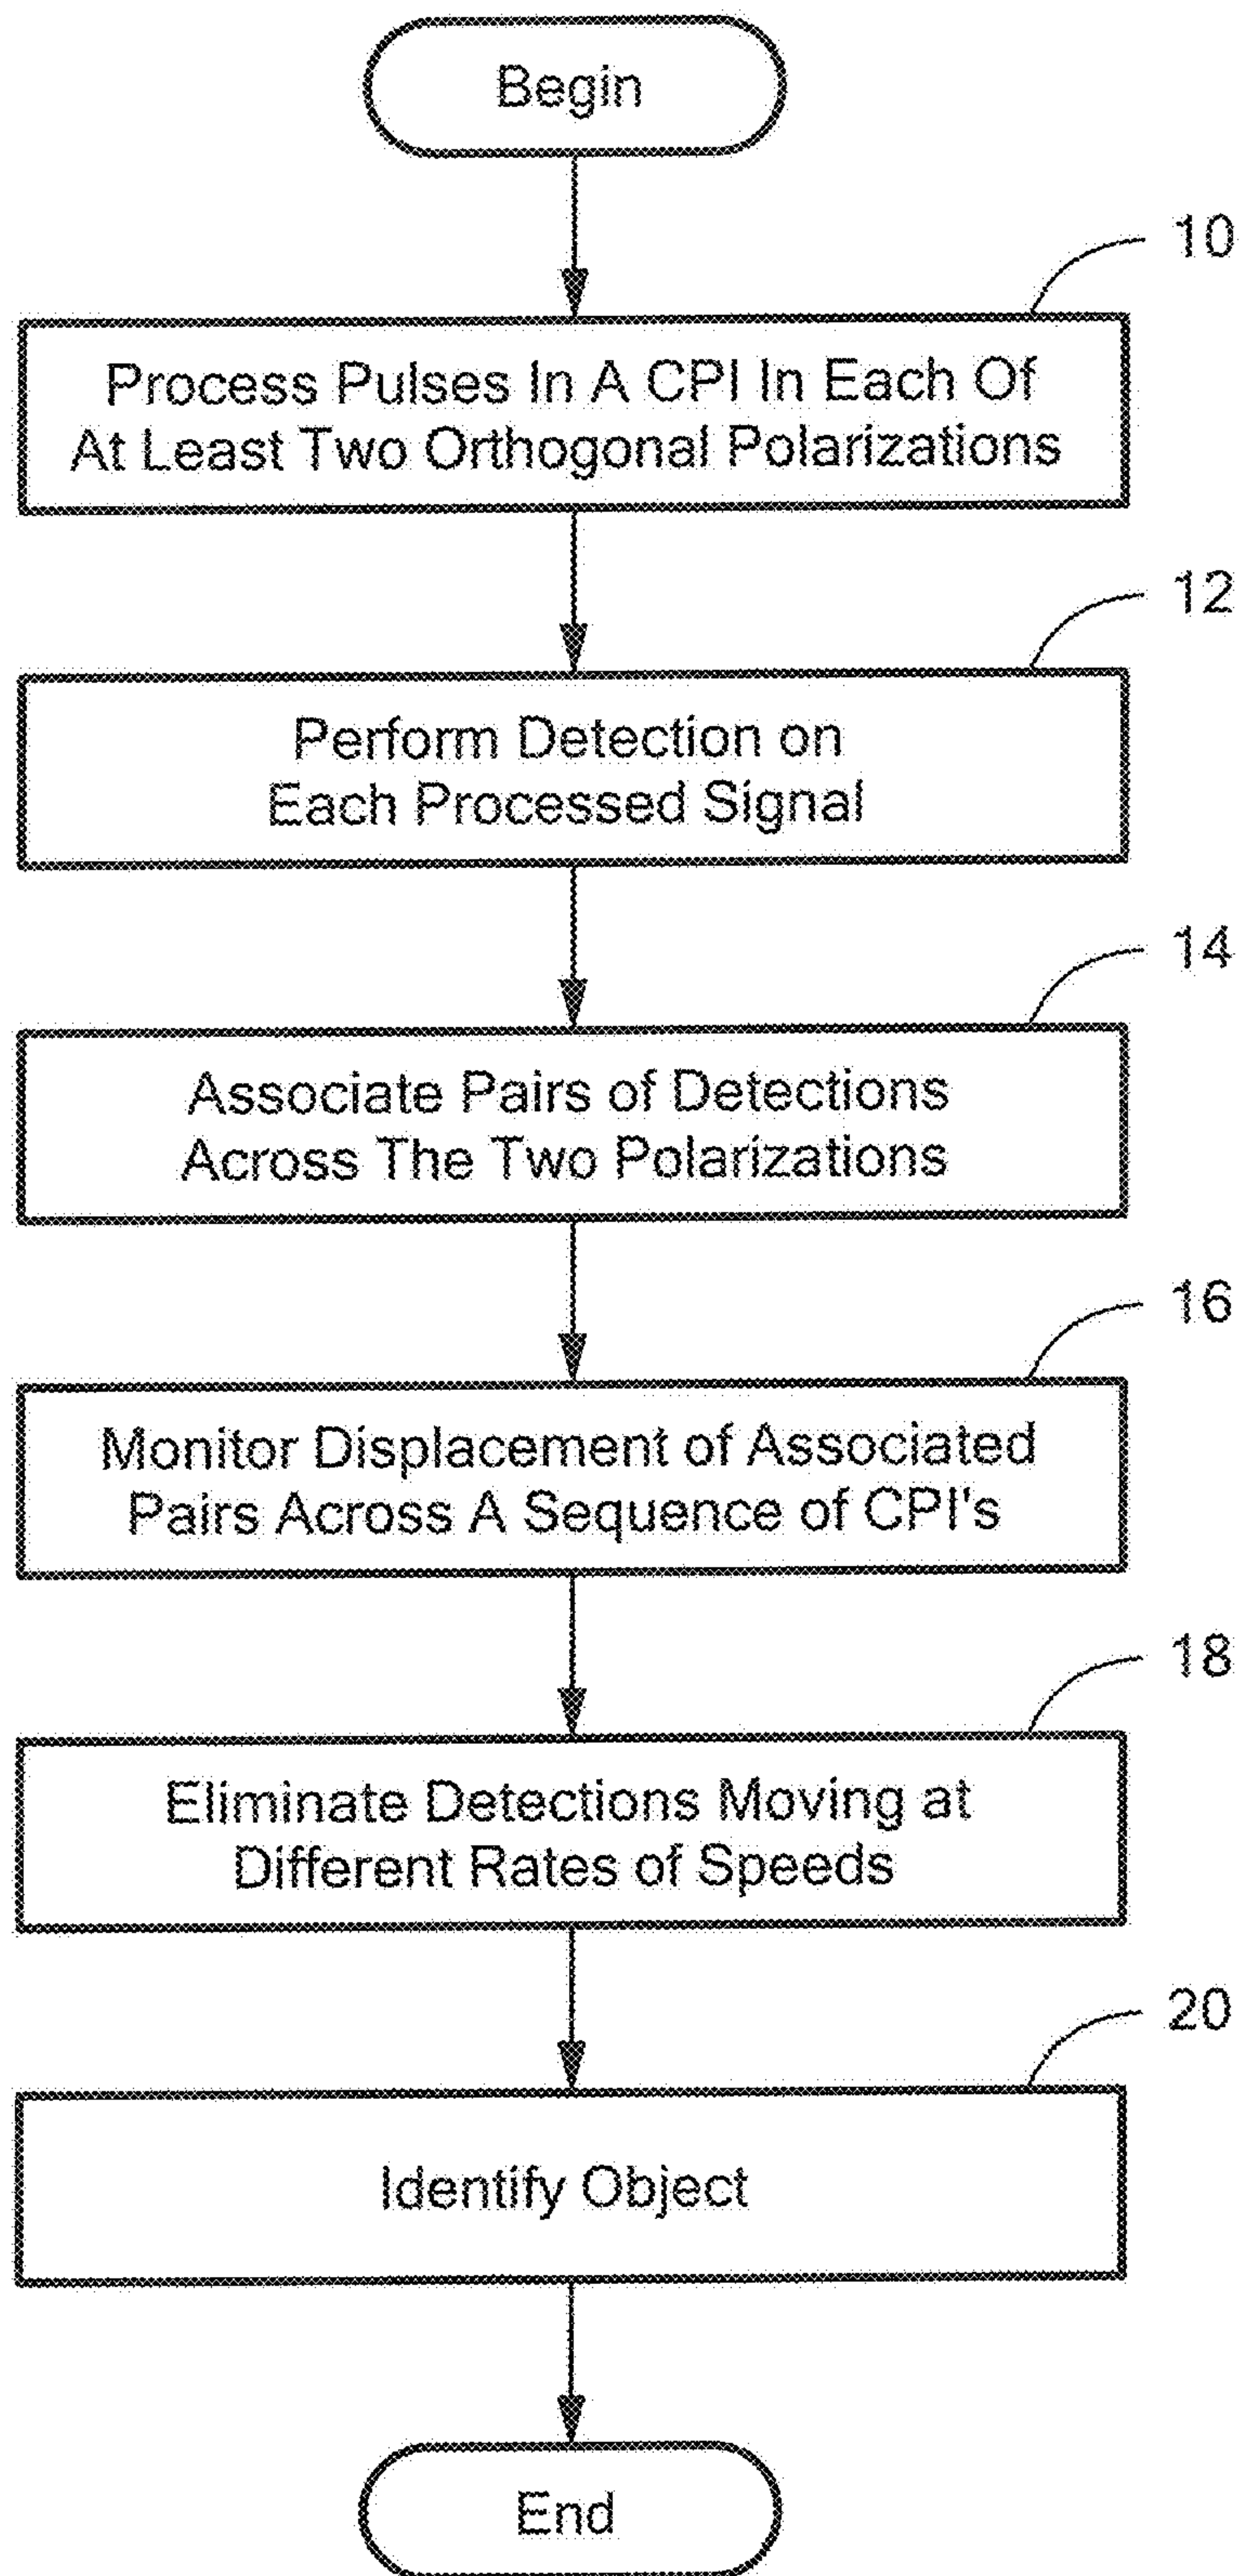 Begin
10
Process Pulses In A CPI In Each Of
At Least Two Orthogonal Polarizations
12
Perform Detection on
Each Processed Signal
14
Associate Pairs of Detections
Across The Two Polarizations
16
Monitor Displacement of Associated
Pairs Across A Sequence of CPI's
18
Eliminate Detections Moving at
Different Rates of Speeds
20
Identify Object
End